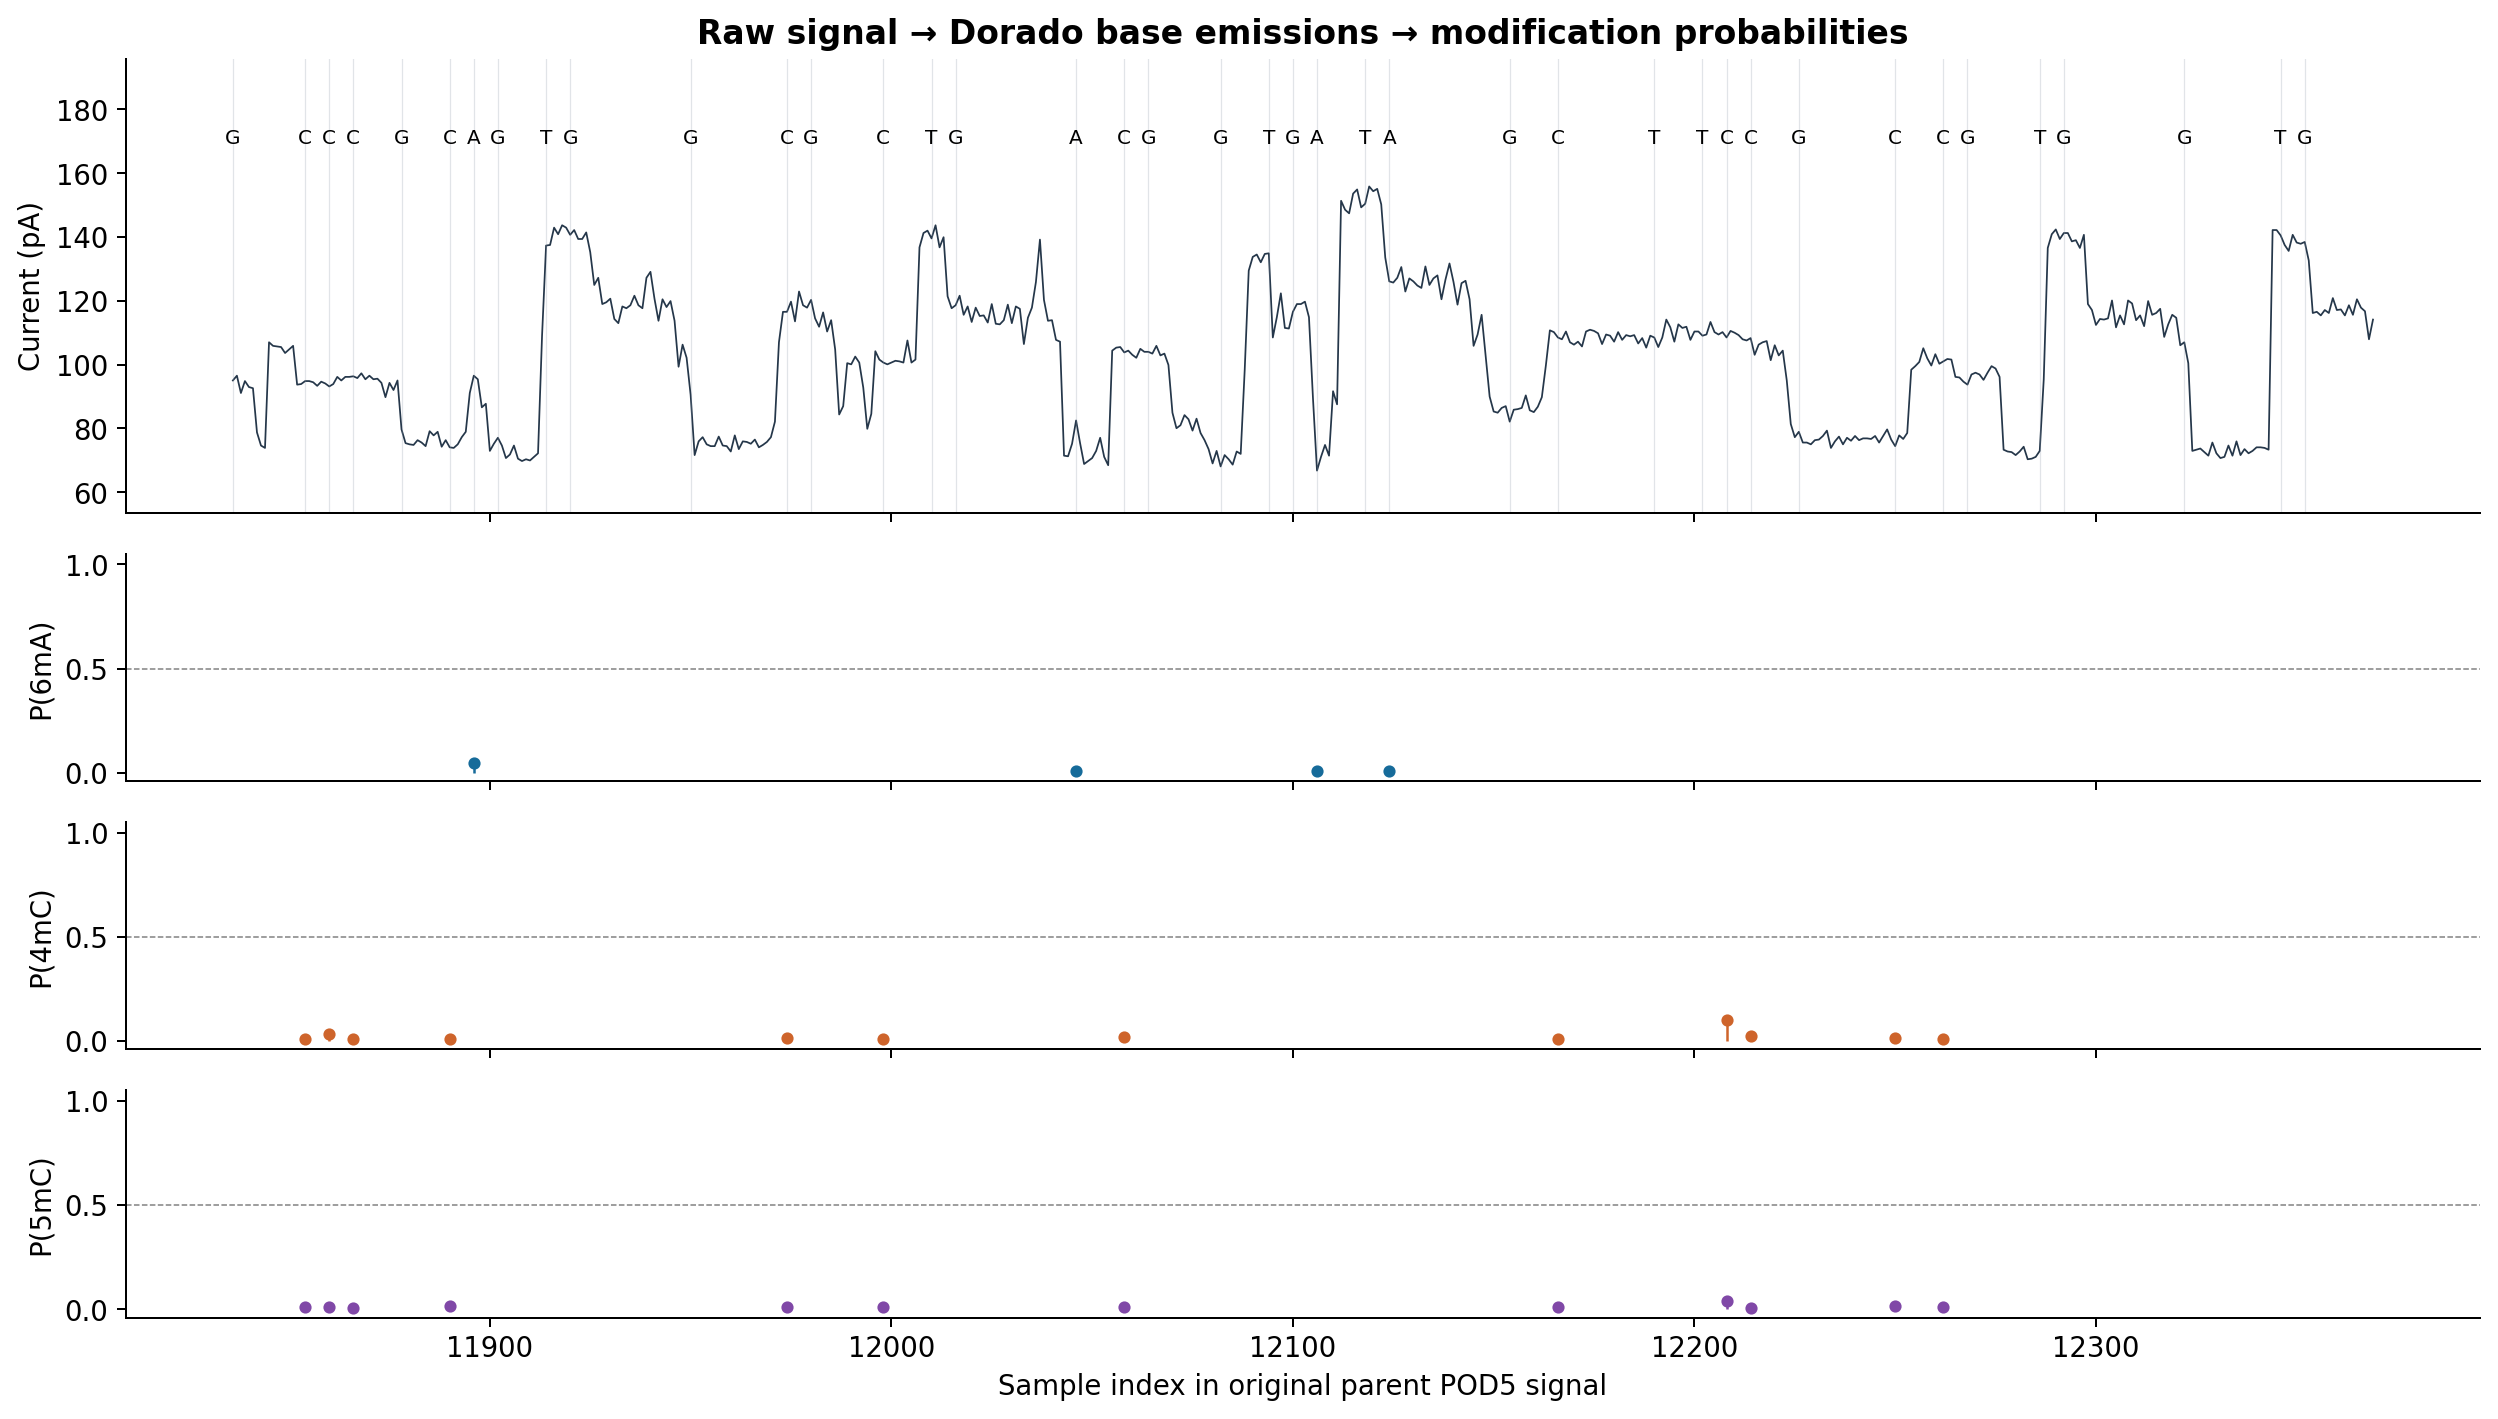 Raw signal → Dorado base emissions → modification probabilities
180
160
140
120
100
80
60
Current (pA)
G C C C G C A G T G G C G C T G A C G G T G A T A G C T T C C G C C G T G G T G
1.0
0.5
0.0
P(6mA)
1.0
0.5
0.0
P(4mC)
1.0
0.5
0.0
P(5mC)
11900 12000 12100 12200 12300
Sample index in original parent POD5 signal